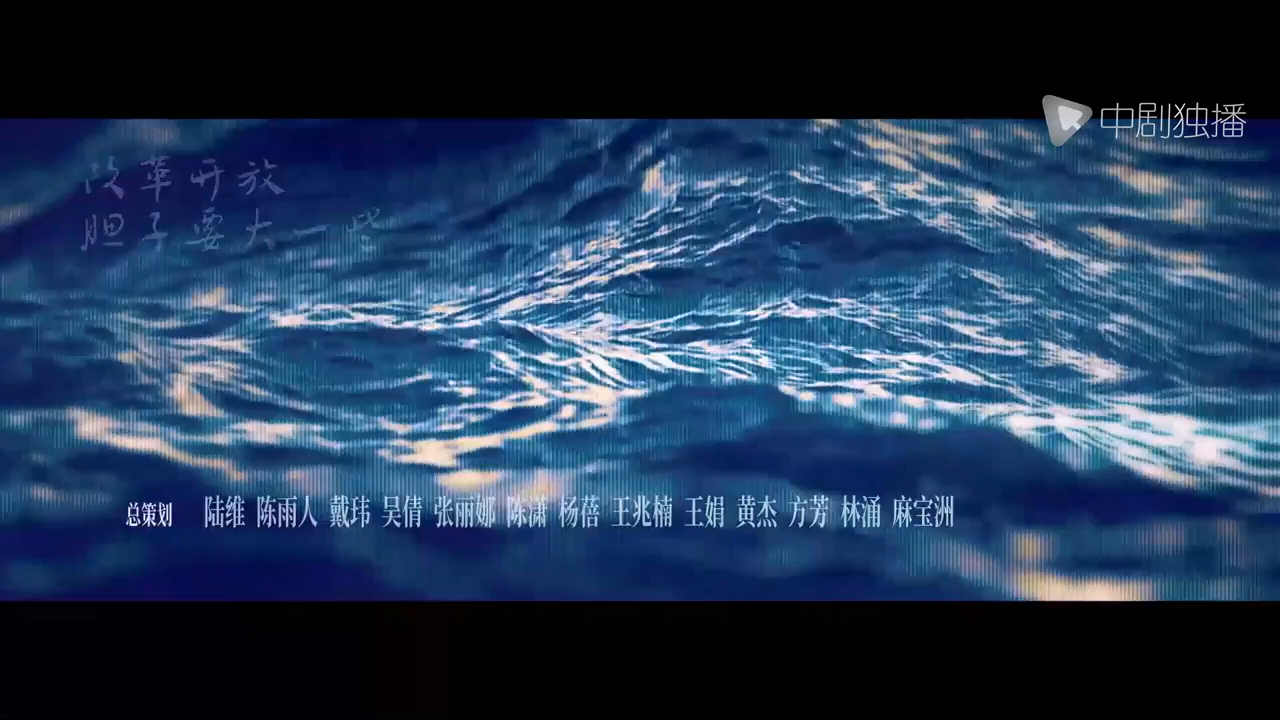 中剧独播
改革开放
胆子要大一些
总策划 陆维 陈雨人 戴玮 吴倩 张丽娜 陈潇 杨蓓 王兆楠 王娟 黄杰 方芳 林涌 麻宝洲